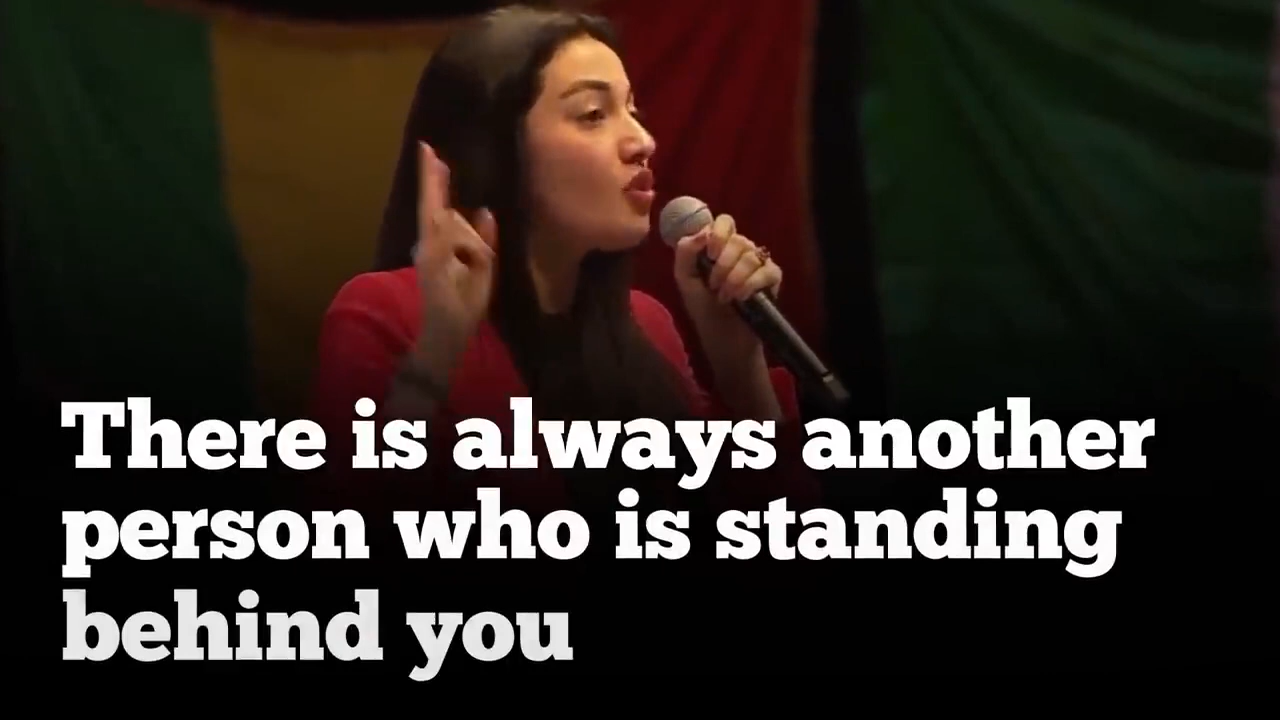 There is always another
person who is standing
behind you